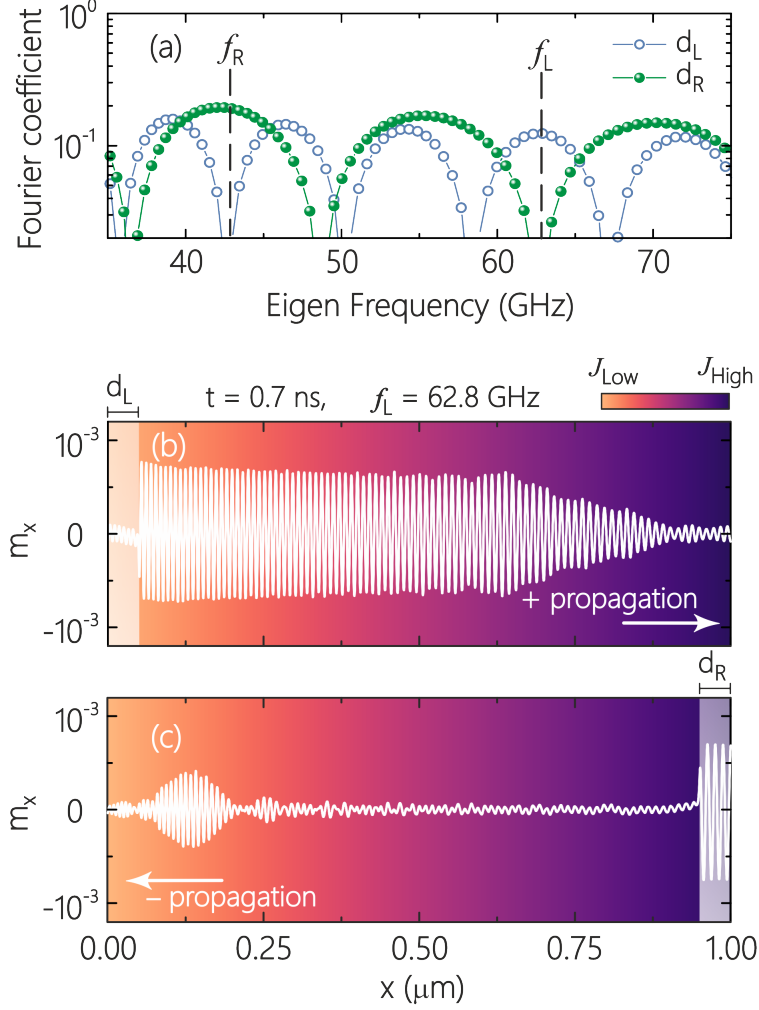 (a)
f_R
f_L
d_L
d_R
10^0
10^-1
Fourier coefficient
40 50 60 70
Eigen Frequency (GHz)
d_L
t = 0.7 ns, f_L = 62.8 GHz
J_Low J_High
(b)
10^-3
0
-10^-3
m_x
+ propagation
d_R
(c)
10^-3
0
-10^-3
m_x
– propagation
0.00 0.25 0.50 0.75 1.00
x (μm)